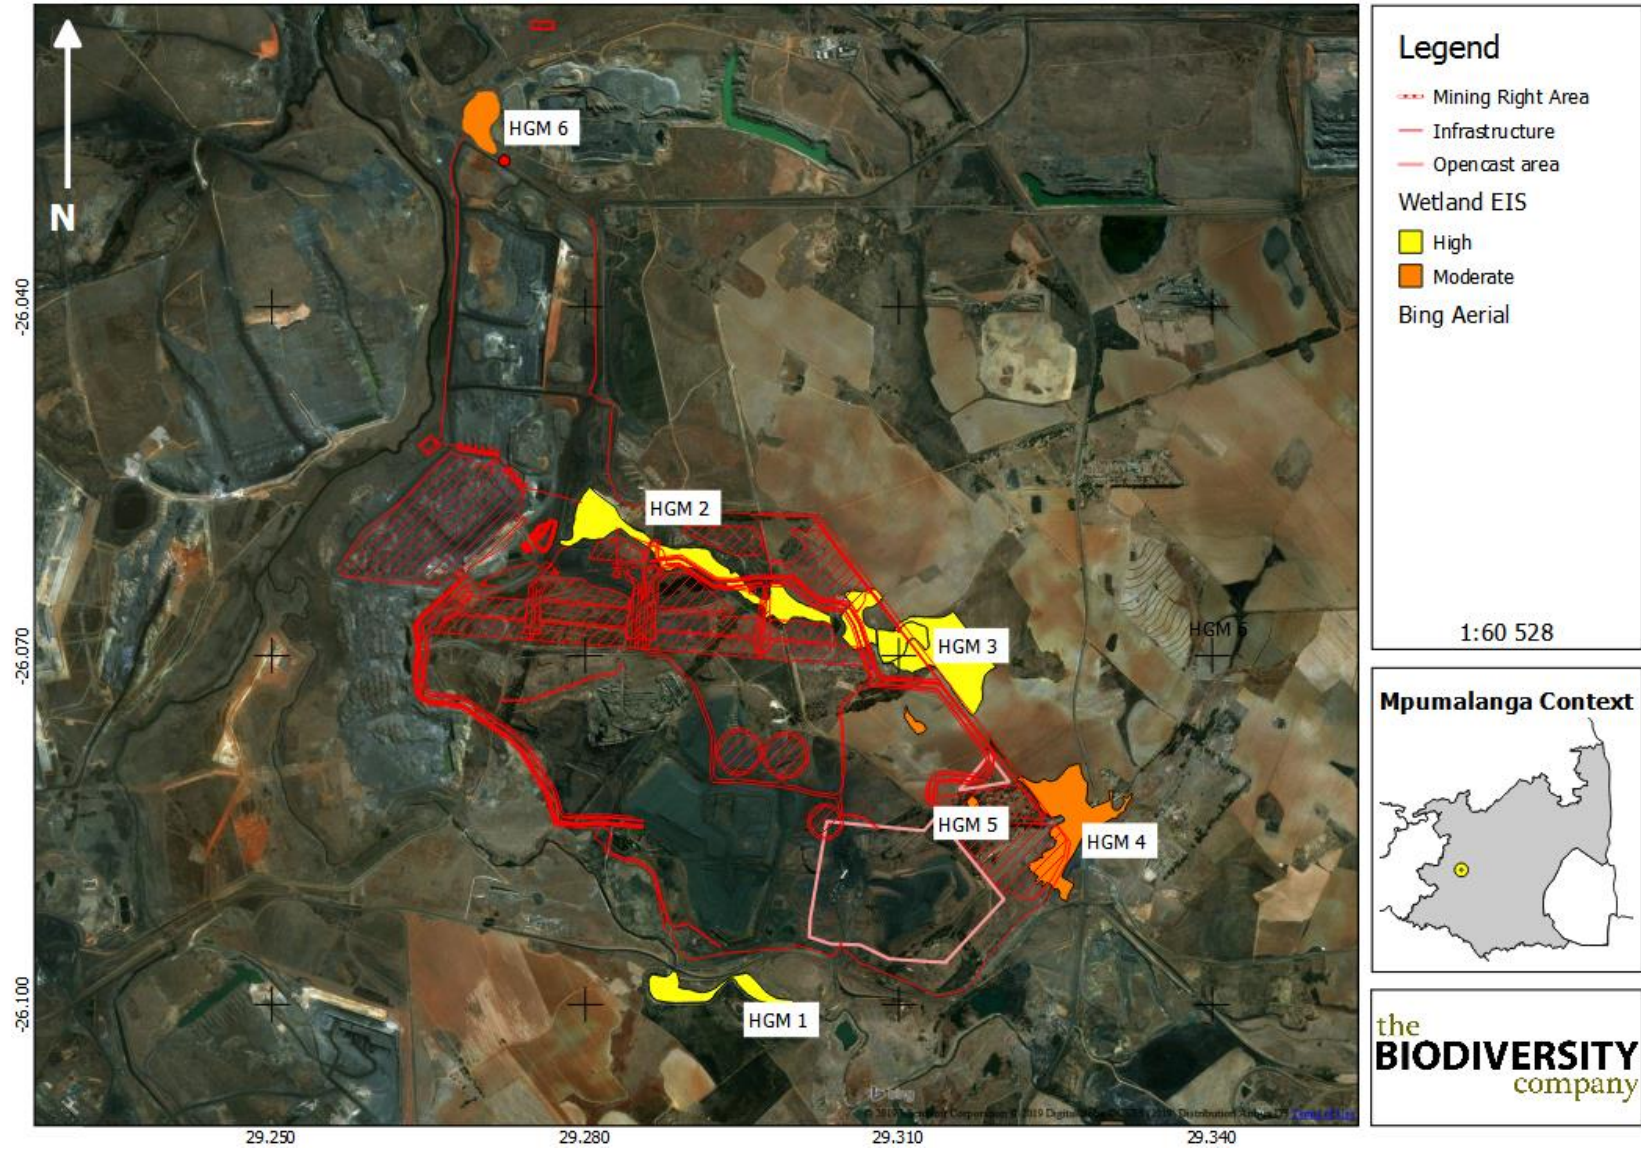 N
HGM 6
HGM 2
HGM 3
HGM 6
HGM 5
HGM 4
HGM 1
-26.040
-26.070
-26.100
29.250
29.280
29.310
29.340
Legend
Mining Right Area
Infrastructure
Opencast area
Wetland EIS
High
Moderate
Bing Aerial
1:60 528
Mpumalanga Context
the
BIODIVERSITY
company